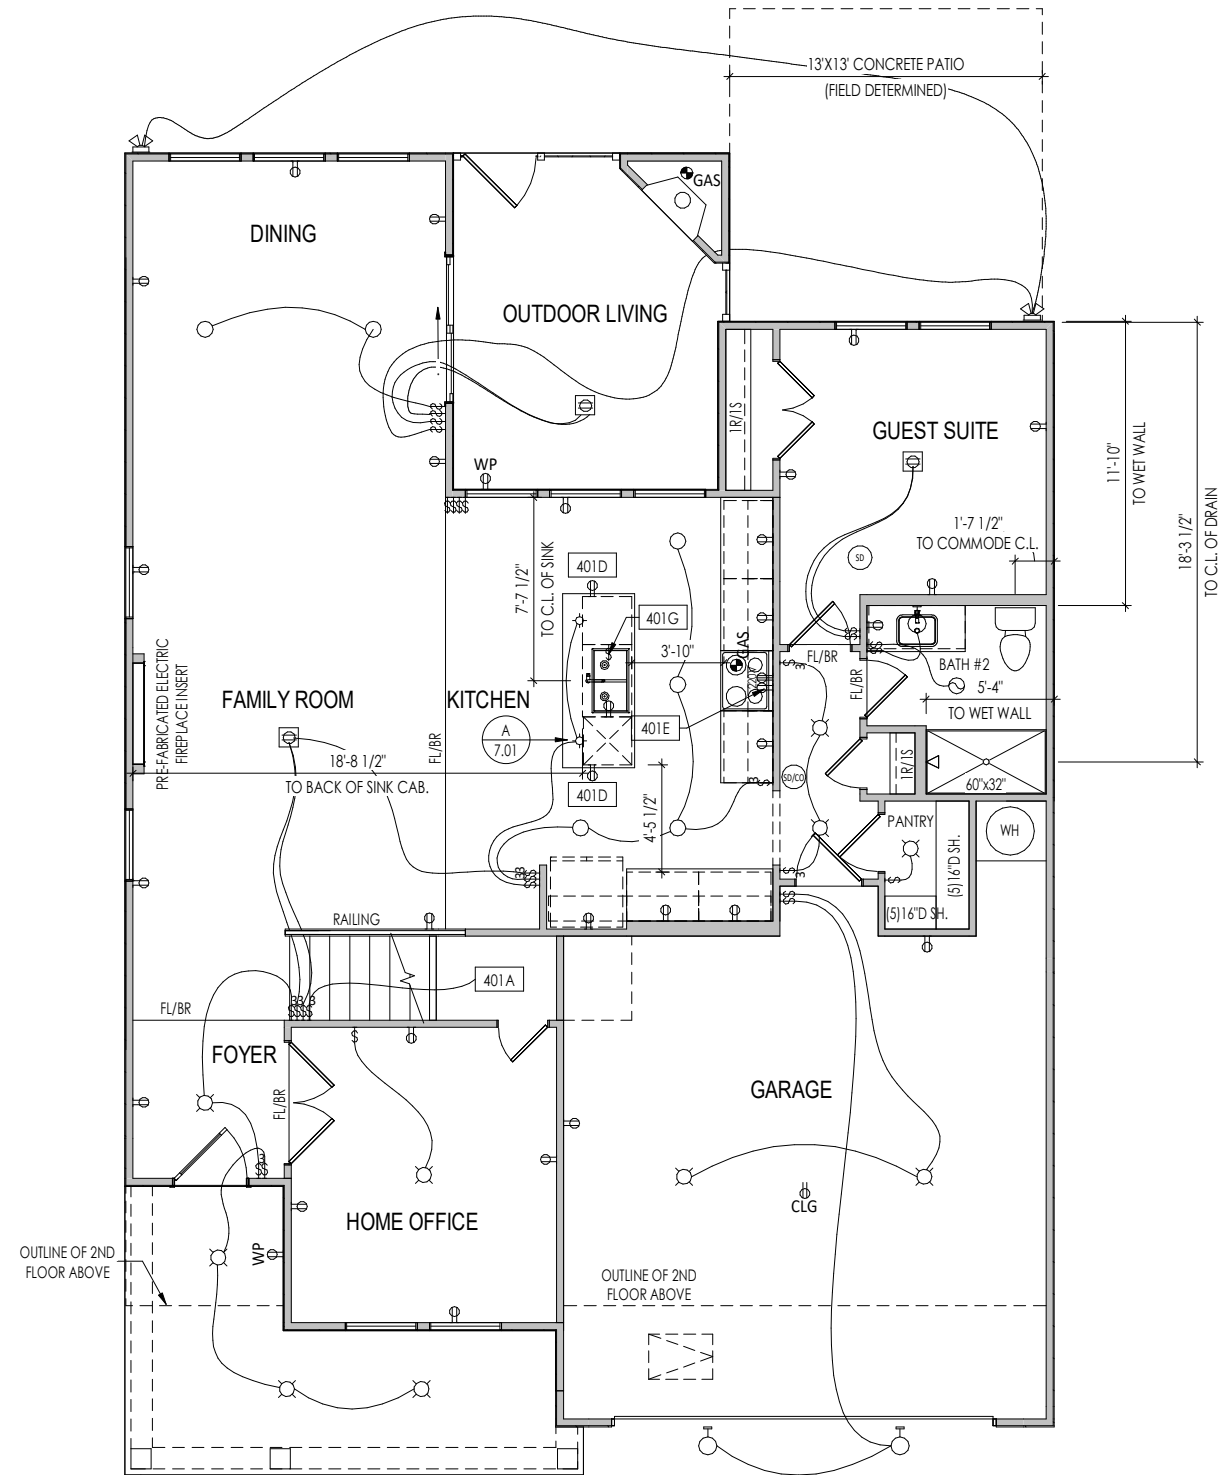 13'X13' CONCRETE PATIO
(FIELD DETERMINED)
GAS
DINING
OUTDOOR LIVING
1R/1S
GUEST SUITE
WP
11'-10"
TO WET WALL
18'-3 1/2"
TO C.L. OF DRAIN
1'-7 1/2"
TO COMMODE C.L.
SD
7'-7 1/2"
TO C.L. OF SINK
401D
401G
3'-10"
GAS
220V
FL/BR
FL/BR
BATH #2
5'-4"
TO WET WALL
PRE-FABRICATED ELECTRIC
FIREPLACE INSERT
FAMILY ROOM
KITCHEN
A
7.01
401E
FL/BR
18'-8 1/2"
TO BACK OF SINK CAB.
401D
SD/CO
1R/1S
60"x32"
4'-5 1/2"
PANTRY
WH
(5)16"D SH.
(5)16"D SH.
RAILING
401A
FL/BR
FOYER
FL/BR
GARAGE
CLG
HOME OFFICE
WP
OUTLINE OF 2ND
FLOOR ABOVE
OUTLINE OF 2ND
FLOOR ABOVE